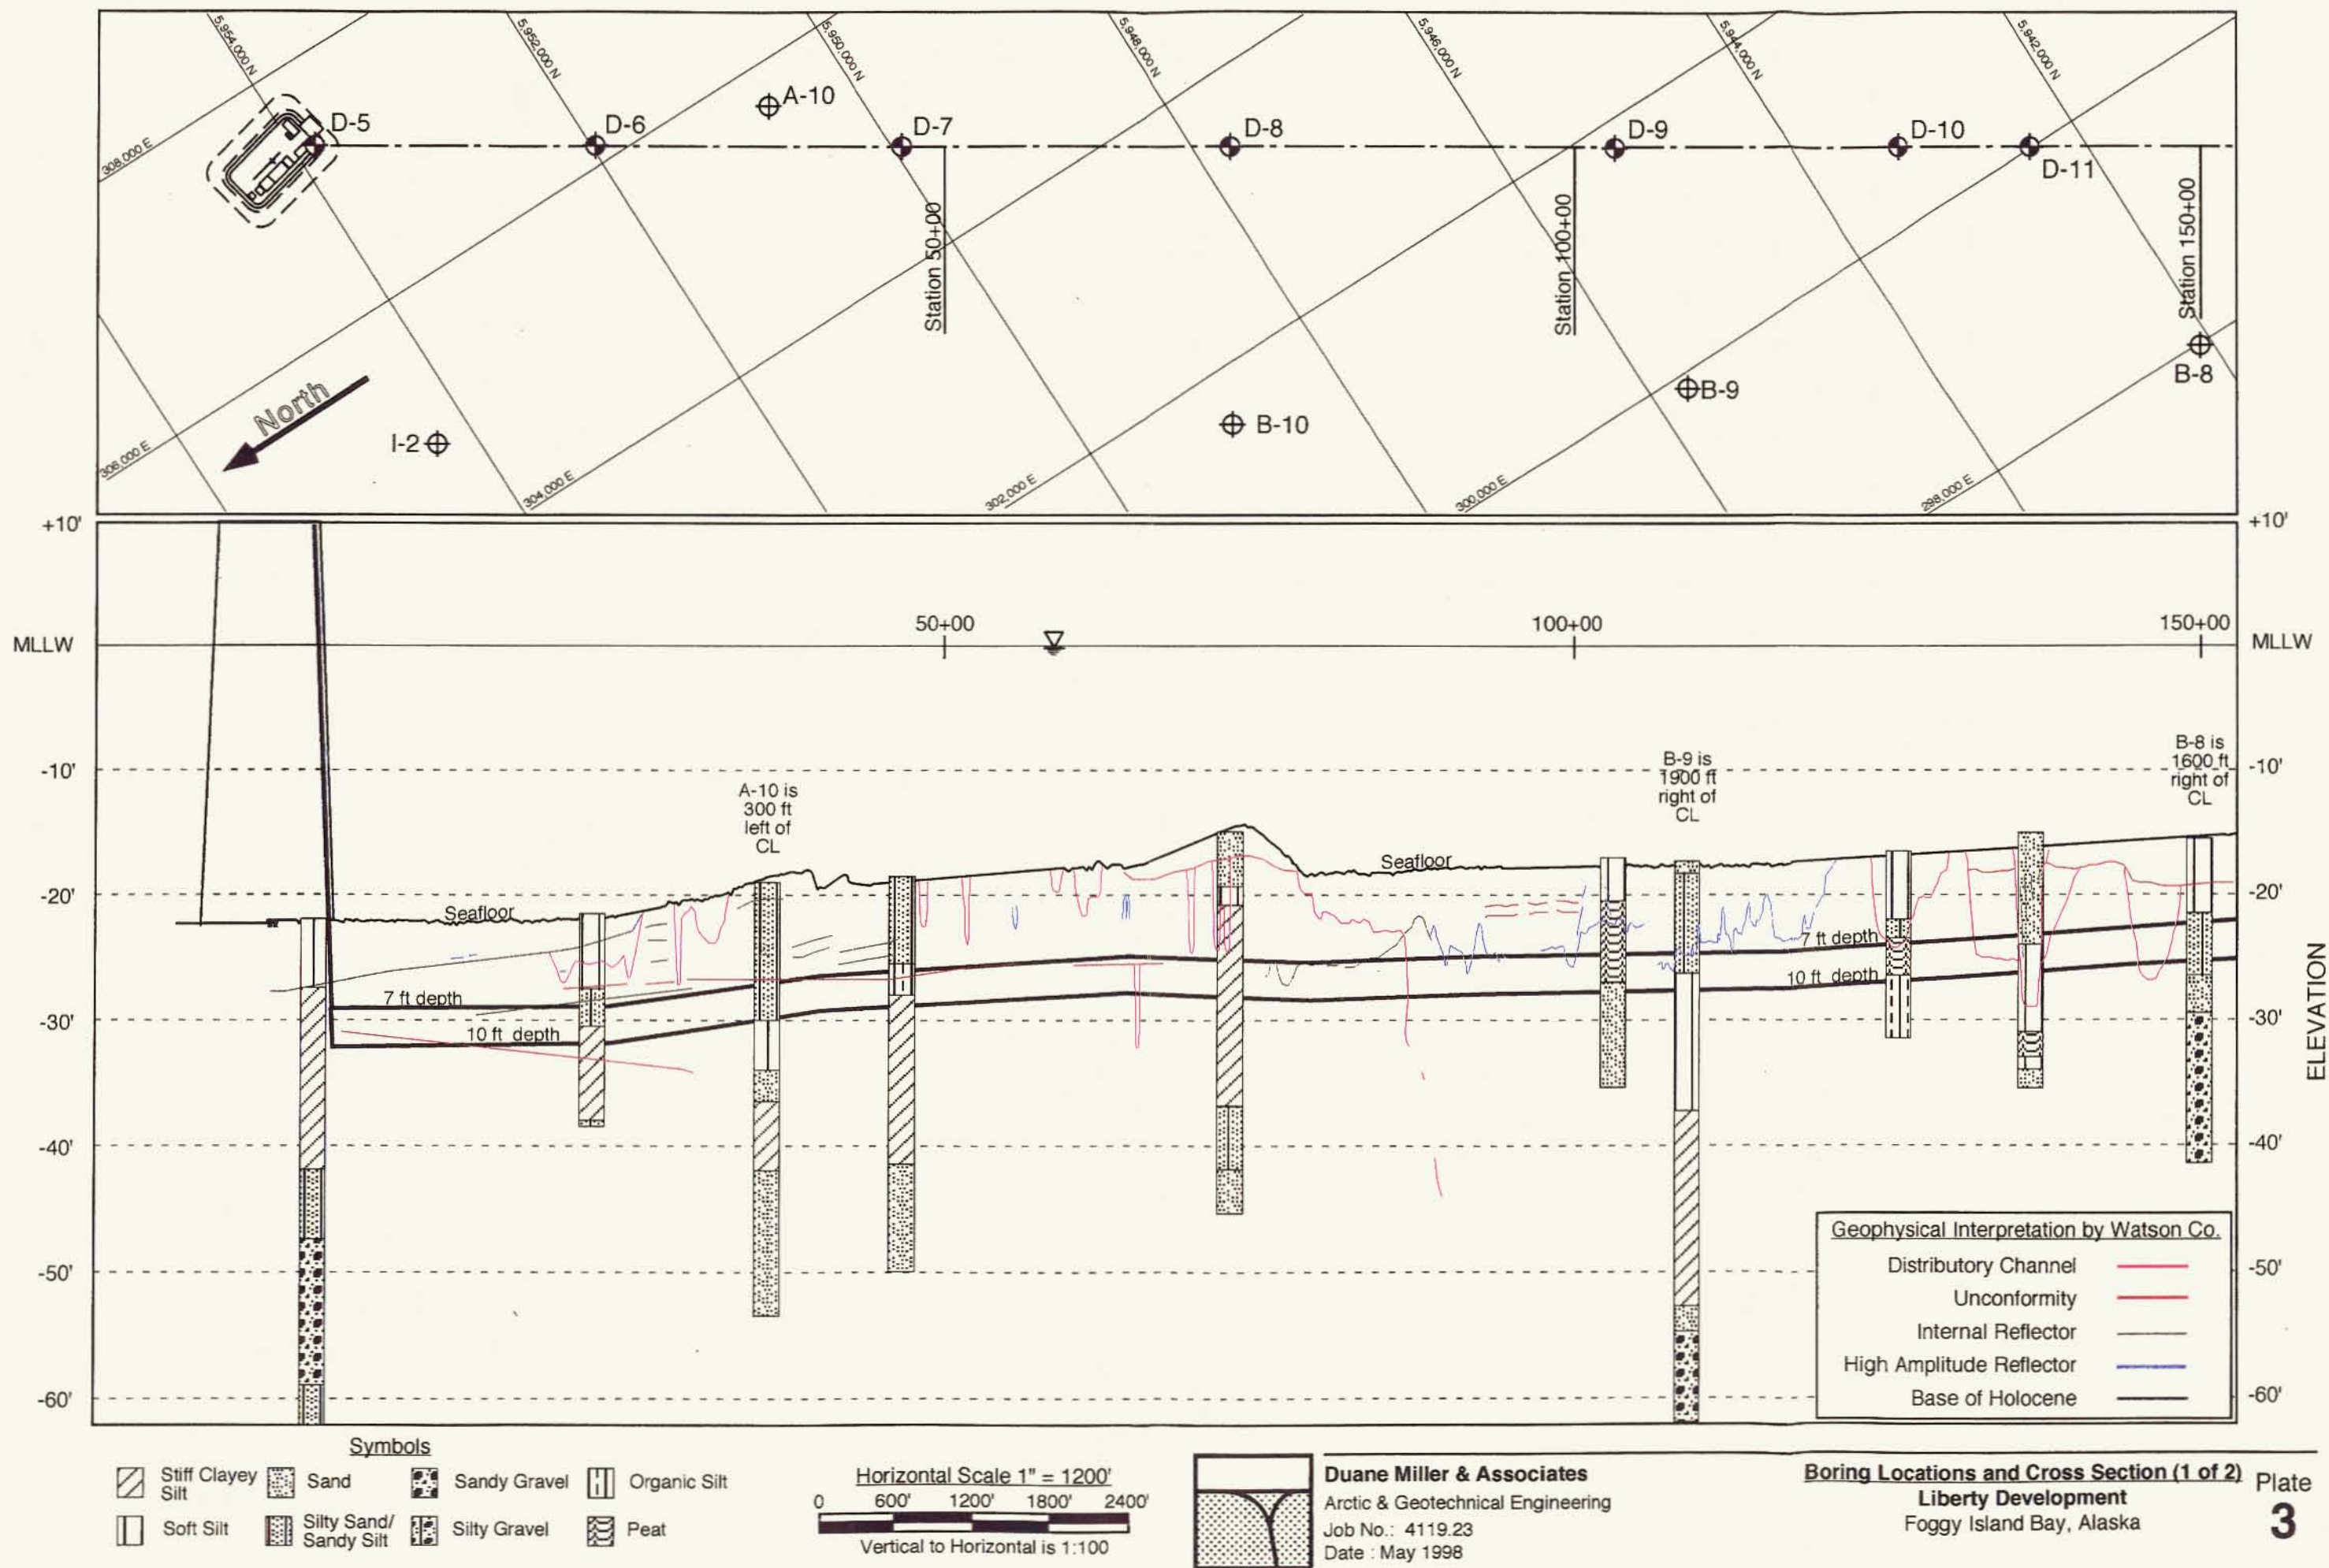 5,954,000 N
5,952,000 N
5,950,000 N
5,948,000 N
5,946,000 N
5,944,000 N
5,942,000 N
308,000 E
306,000 E
304,000 E
302,000 E
300,000 E
298,000 E
D-5
D-6
A-10
D-7
D-8
D-9
D-10
D-11
Station 50+00
Station 100+00
Station 150+00
North
I-2
B-10
B-9
B-8
+10'
+10'
50+00
100+00
150+00
MLLW
MLLW
-10'
-10'
A-10 is
300 ft
left of
CL
B-9 is
1900 ft
right of
CL
B-8 is
1600 ft
right of
CL
Seafloor
Seafloor
-20'
-20'
7 ft depth
10 ft depth
7 ft depth
10 ft depth
-30'
-30'
-40'
-40'
-50'
-50'
-60'
-60'
ELEVATION
Geophysical Interpretation by Watson Co.
Distributory Channel
Unconformity
Internal Reflector
High Amplitude Reflector
Base of Holocene
Symbols
Stiff Clayey
Silt
Sand
Sandy Gravel
Organic Silt
Soft Silt
Silty Sand/
Sandy Silt
Silty Gravel
Peat
Horizontal Scale 1" = 1200'
0 600' 1200' 1800' 2400'
Vertical to Horizontal is 1:100
Duane Miller & Associates
Arctic & Geotechnical Engineering
Job No.: 4119.23
Date : May 1998
Boring Locations and Cross Section (1 of 2)
Liberty Development
Foggy Island Bay, Alaska
Plate
3